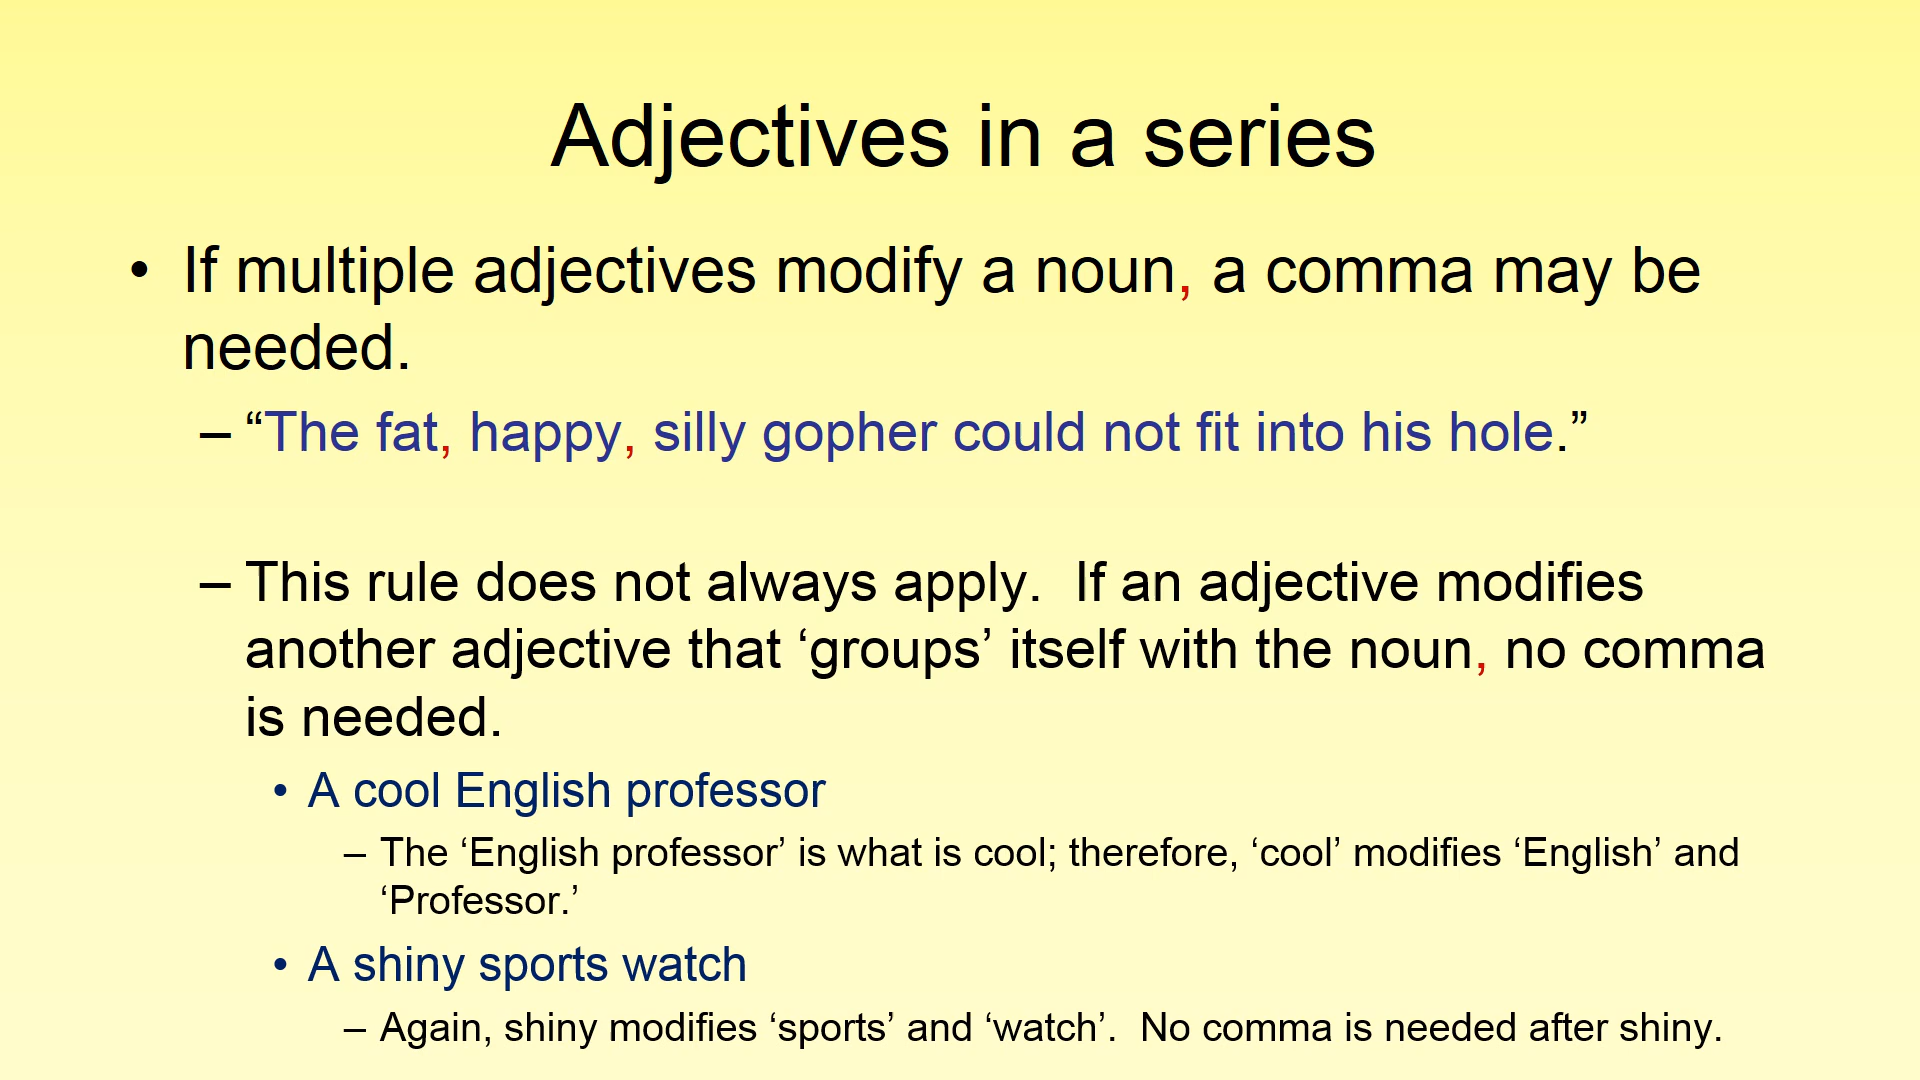 Adjectives in a series
• If multiple adjectives modify a noun, a comma may be
needed.
– “The fat, happy, silly gopher could not fit into his hole.”
– This rule does not always apply.  If an adjective modifies
another adjective that ‘groups’ itself with the noun, no comma
is needed.
• A cool English professor
– The ‘English professor’ is what is cool; therefore, ‘cool’ modifies ‘English’ and
‘Professor.’
• A shiny sports watch
– Again, shiny modifies ‘sports’ and ‘watch’.  No comma is needed after shiny.